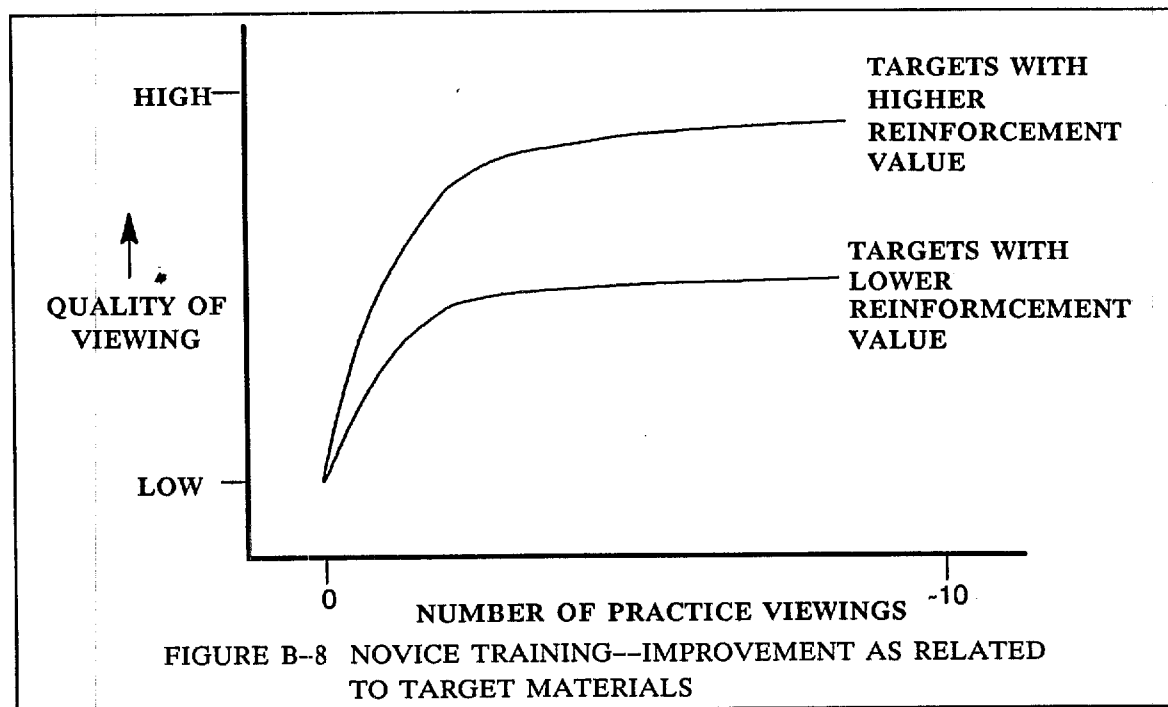 HIGH
TARGETS WITH
HIGHER
REINFORCEMENT
VALUE
QUALITY OF
VIEWING
TARGETS WITH
LOWER
REINFORMCEMENT
VALUE
LOW
0
~10
NUMBER OF PRACTICE VIEWINGS
FIGURE B-8 NOVICE TRAINING—IMPROVEMENT AS RELATED
TO TARGET MATERIALS